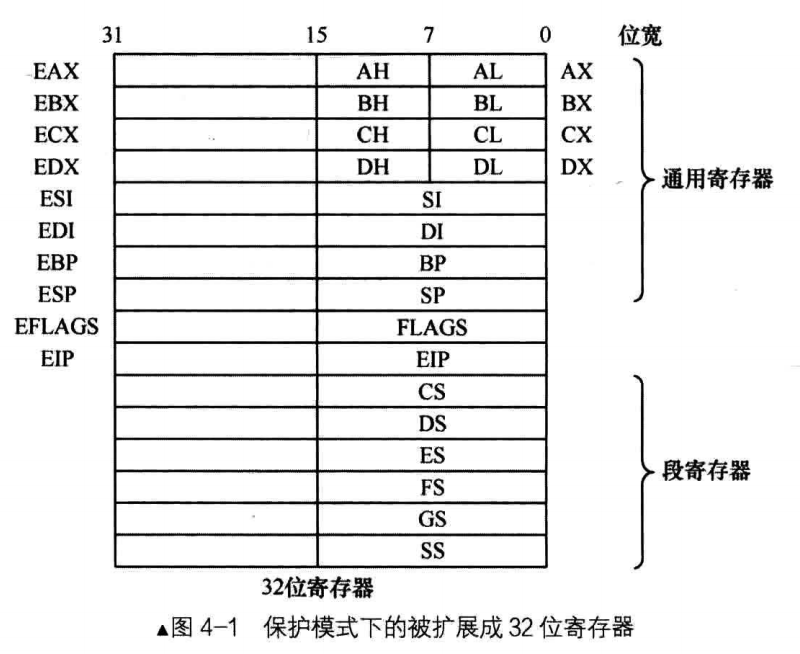 31 15 7 0 位宽
EAX AH AL AX
EBX BH BL BX
ECX CH CL CX
EDX DH DL DX
通用寄存器
ESI SI
EDI DI
EBP BP
ESP SP
EFLAGS FLAGS
EIP EIP
CS
DS
ES
段寄存器
FS
GS
SS
32位寄存器
▲图 4-1 保护模式下的被扩展成 32 位寄存器